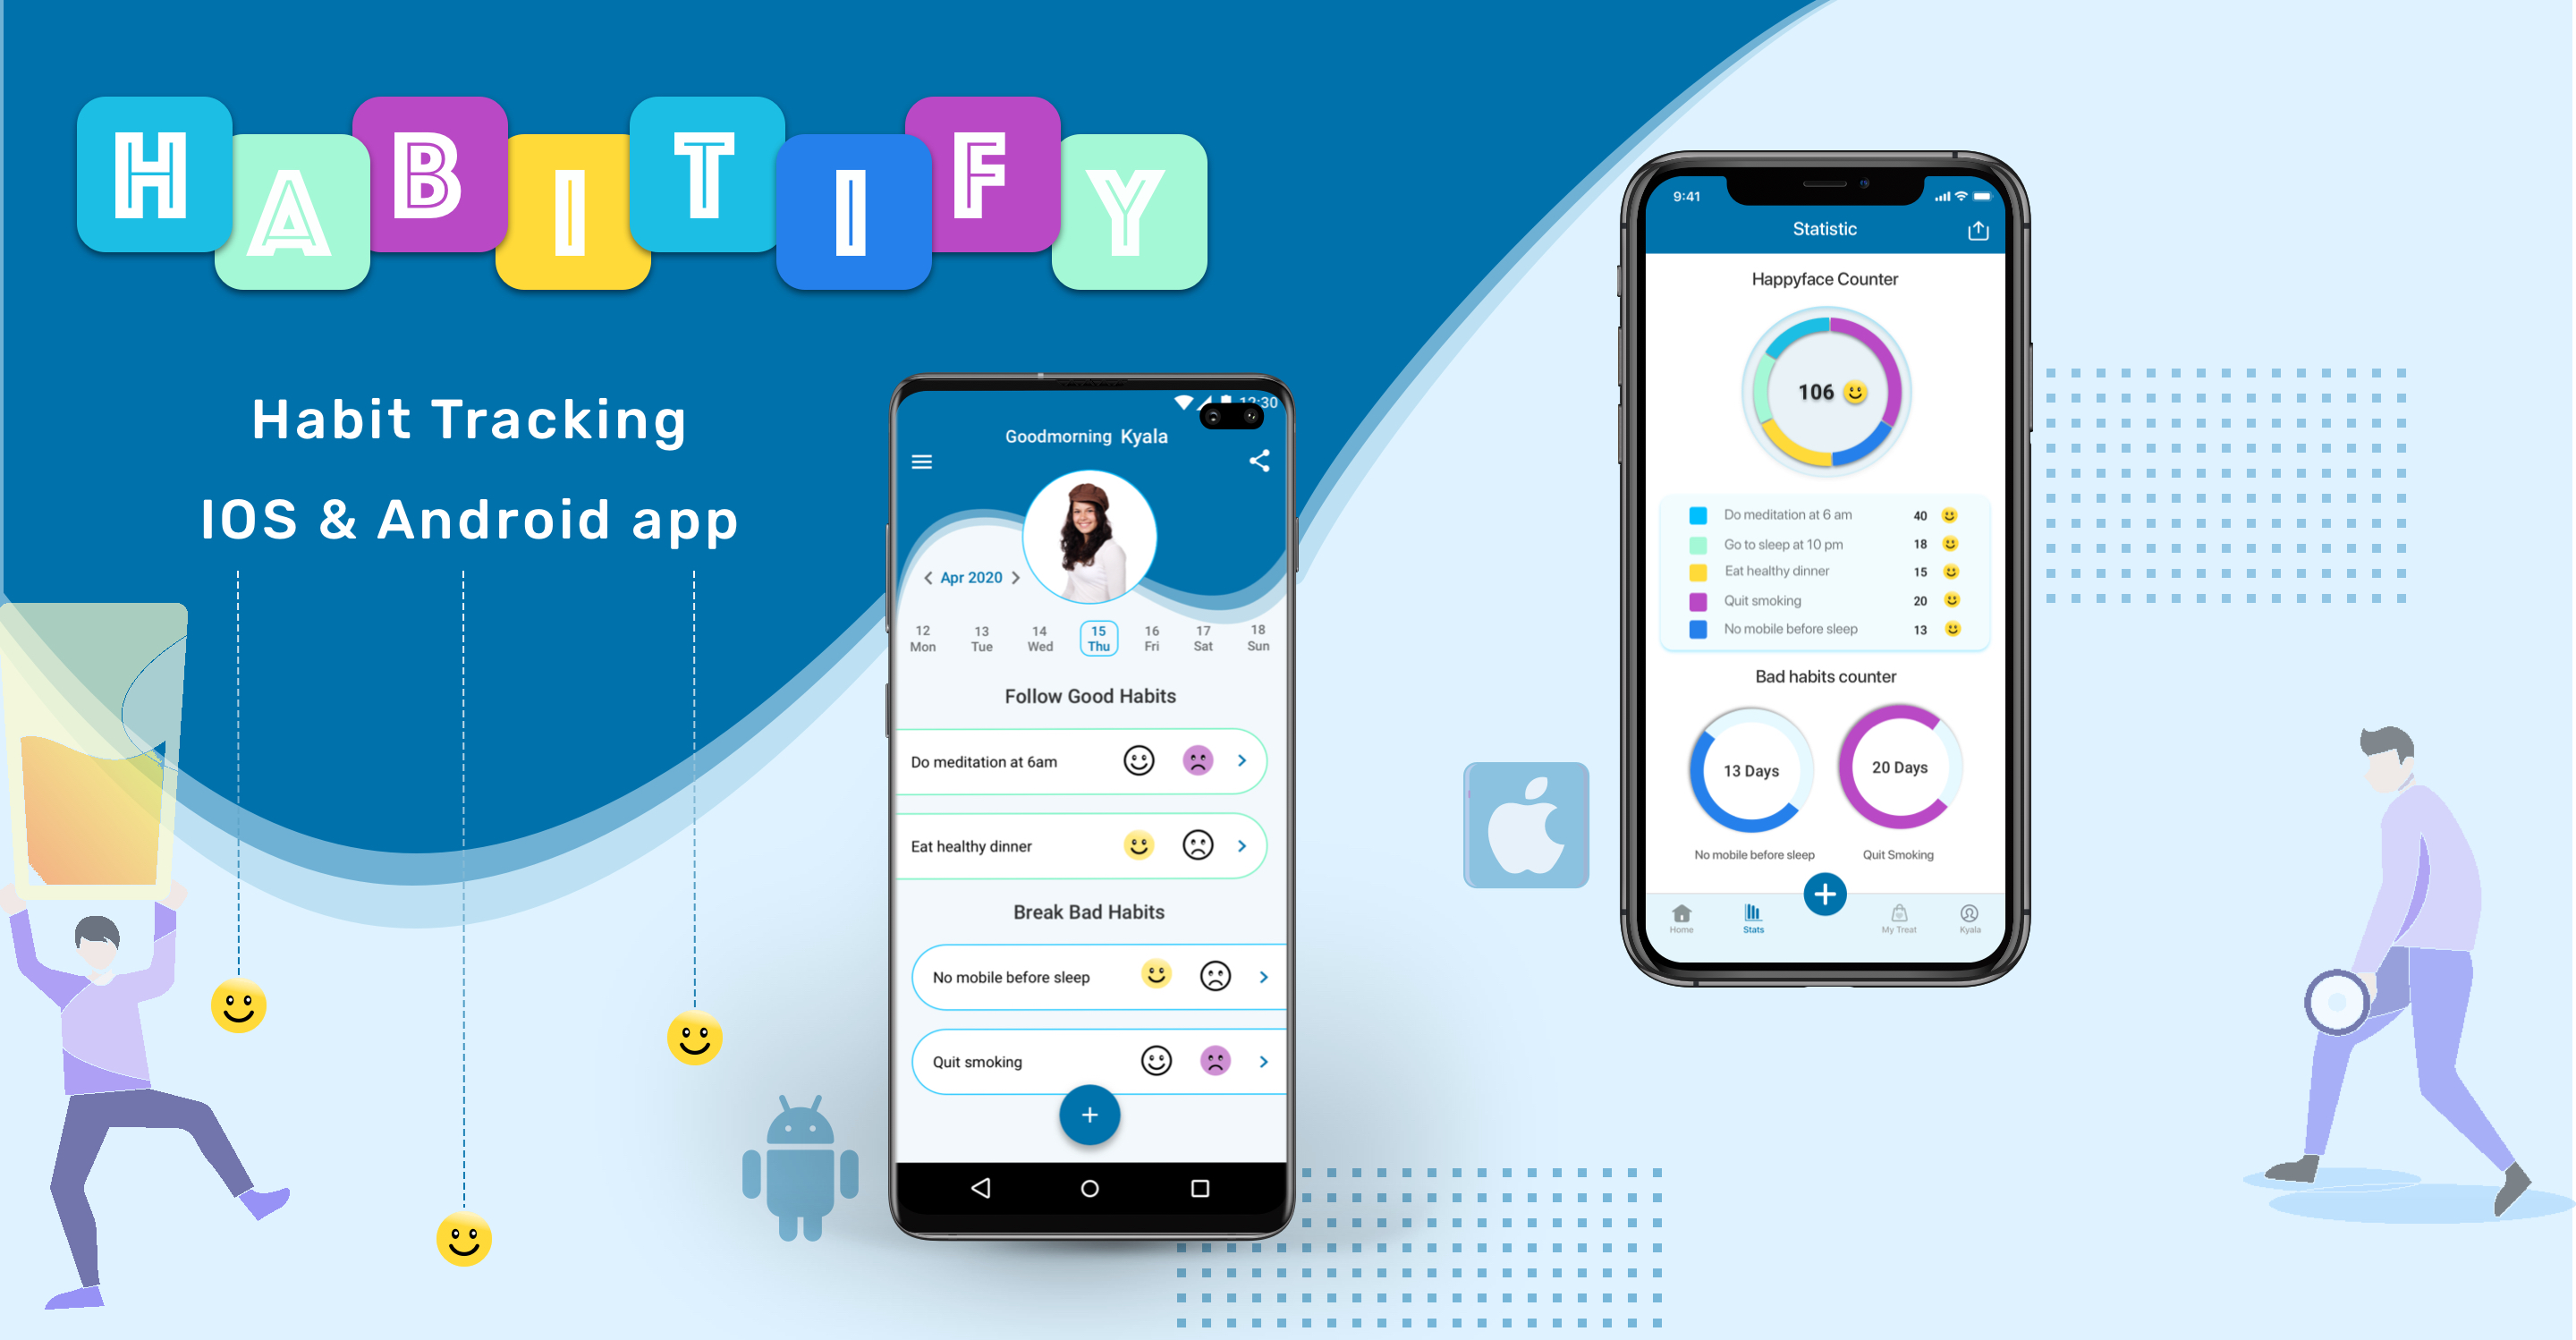 HABITIFY
Habit Tracking
IOS & Android app
12:30
Goodmorning Kyala
Apr 2020
12 13 14 15 16 17 18
Mon Tue Wed Thu Fri Sat Sun
Follow Good Habits
Do meditation at 6am
Eat healthy dinner
Break Bad Habits
No mobile before sleep
Quit smoking
+
9:41
Statistic
Happyface Counter
106
Do meditation at 6 am 40
Go to sleep at 10 pm 18
Eat healthy dinner 15
Quit smoking 20
No mobile before sleep 13
Bad habits counter
13 Days 20 Days
No mobile before sleep Quit Smoking
+
Home Stats My Treat Kyala